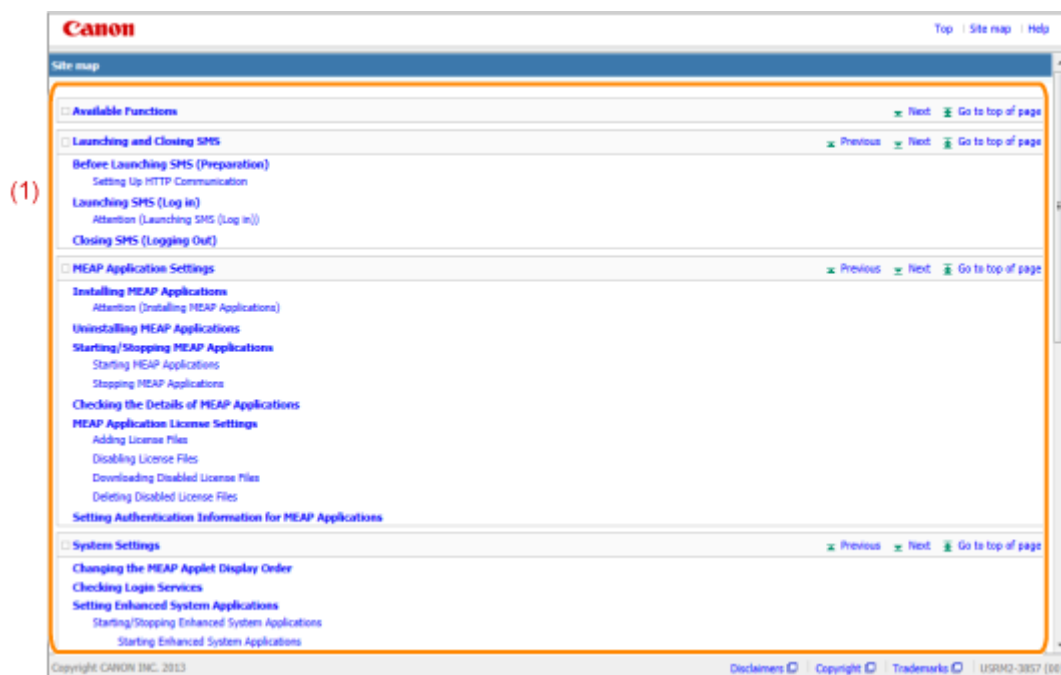 Canon
Top Site map Help
Site map
Available Functions Next Go to top of page
Launching and Closing SMS Previous Next Go to top of page
Before Launching SMS (Preparation)
Setting Up HTTP Communication
(1)
Launching SMS (Log in)
Attention (Launching SMS (Log in))
Closing SMS (Logging Out)
MEAP Application Settings Previous Next Go to top of page
Installing MEAP Applications
Attention (Installing MEAP Applications)
Uninstalling MEAP Applications
Starting/Stopping MEAP Applications
Starting MEAP Applications
Stopping MEAP Applications
Checking the Details of MEAP Applications
MEAP Application License Settings
Adding License Files
Disabling License Files
Downloading Disabled License Files
Deleting Disabled License Files
Setting Authentication Information for MEAP Applications
System Settings Previous Next Go to top of page
Changing the MEAP Applet Display Order
Checking Login Services
Setting Enhanced System Applications
Starting/Stopping Enhanced System Applications
Starting Enhanced System Applications
Copyright CANON INC. 2013 Disclaimers Copyright Trademarks USRM2-3857 (00